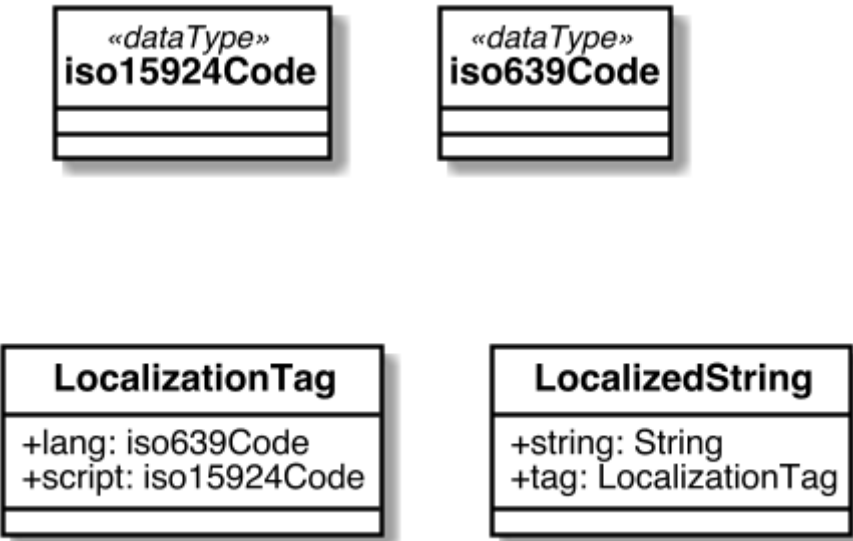 «dataType»
iso15924Code
«dataType»
iso639Code
LocalizationTag
+lang: iso639Code
+script: iso15924Code
LocalizedString
+string: String
+tag: LocalizationTag